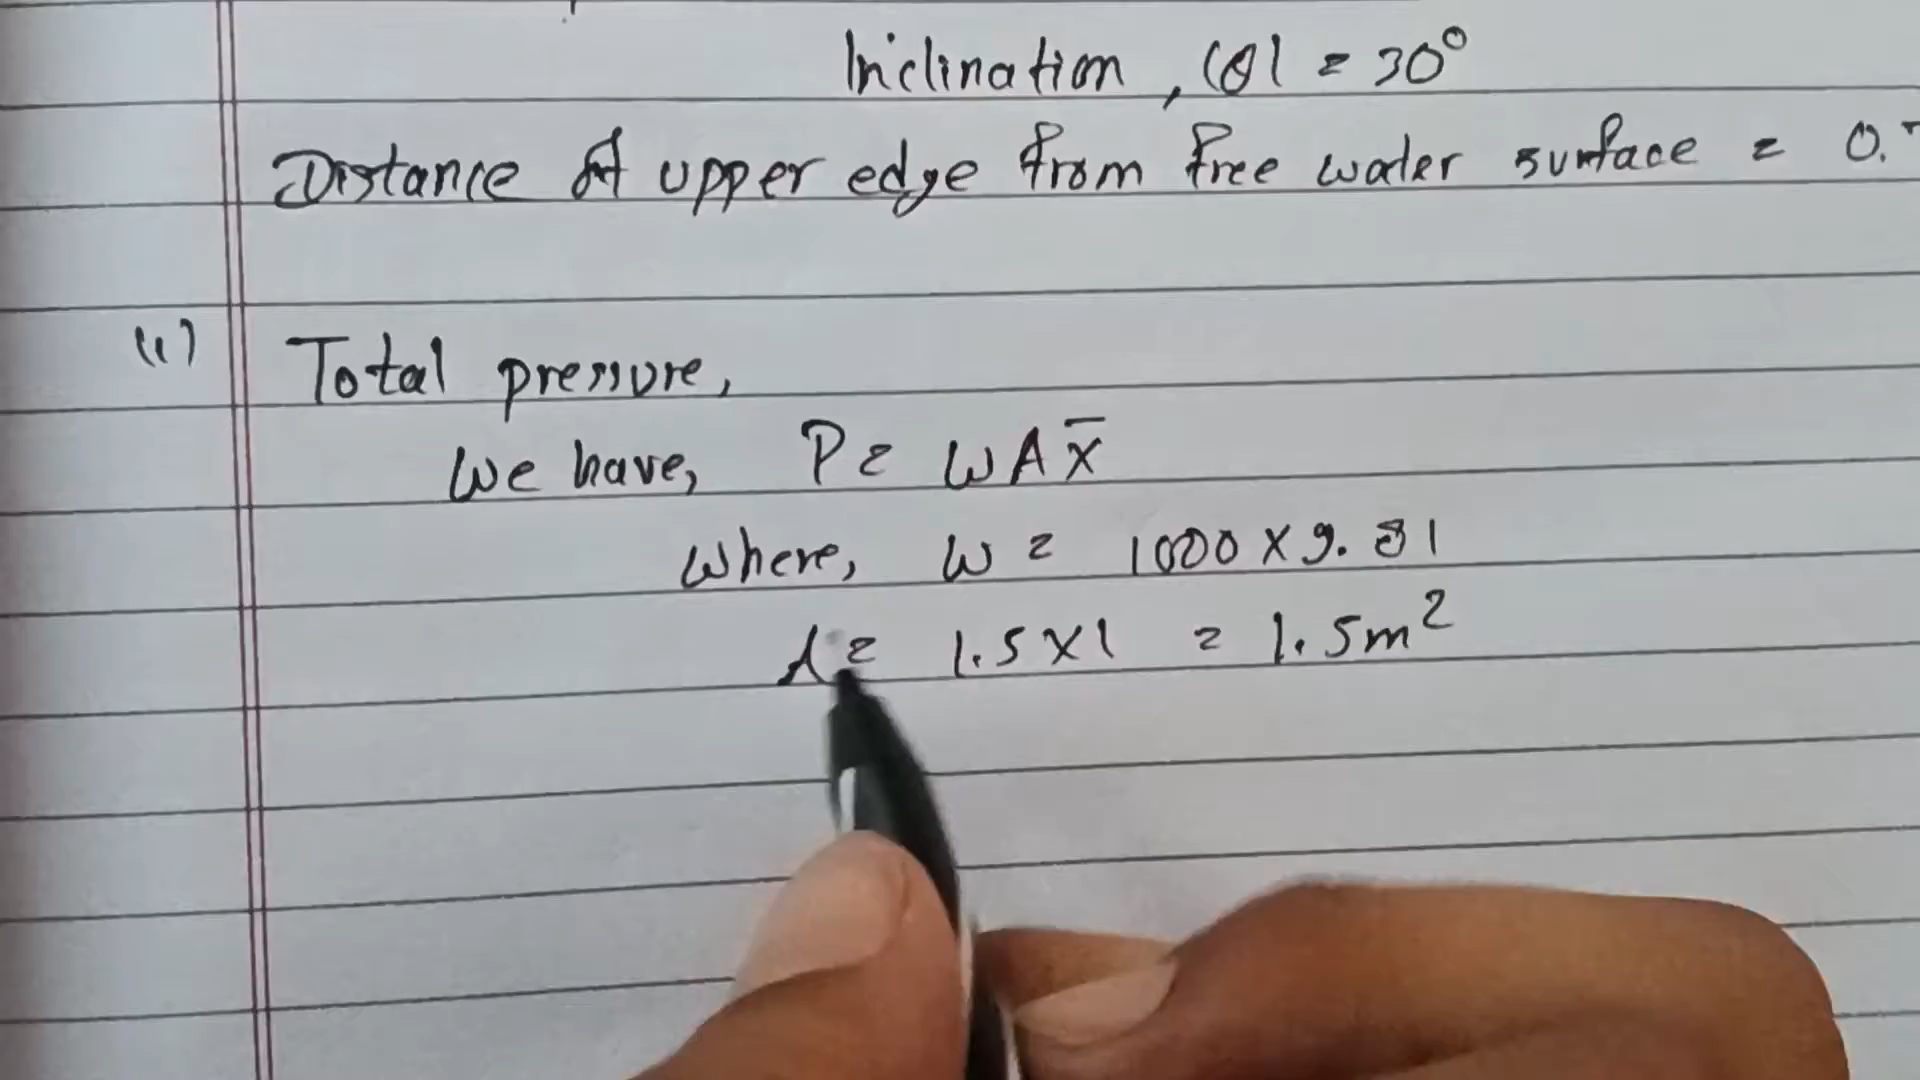 Inclination, (θ) = 30°
Distance of upper edge from free water surface = 0.
(i) Total pressure,
We have, P = wAx̄
where, w = 1000 × 9.81
A = 1.5 × 1 = 1.5m²